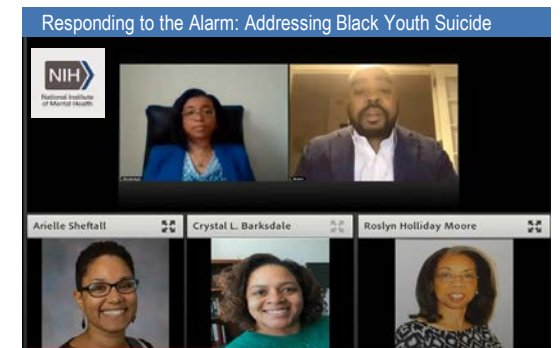 Responding to the Alarm: Addressing Black Youth Suicide
NIH
National Institute
of Mental Health
Arielle Sheftall
Crystal L. Barksdale
Roslyn Holliday Moore